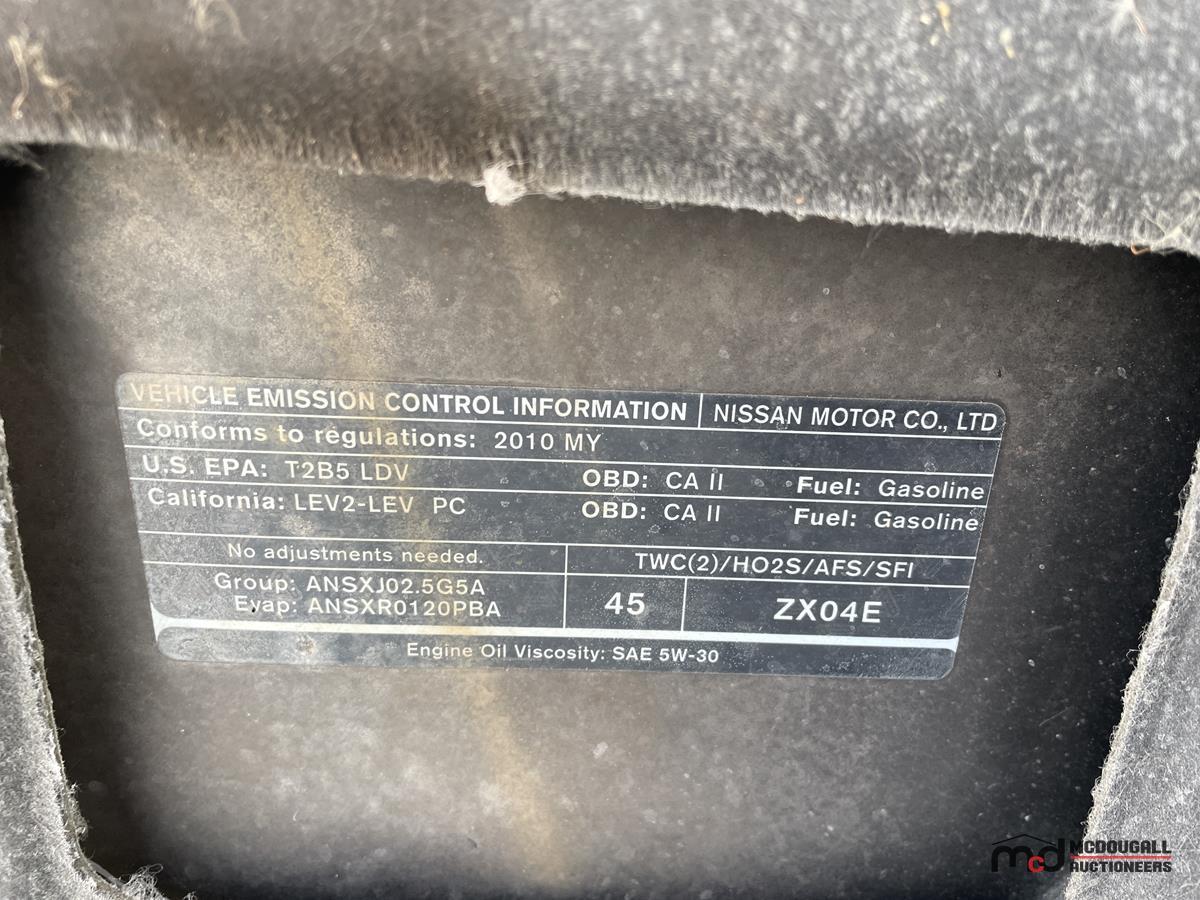 VEHICLE EMISSION CONTROL INFORMATION NISSAN MOTOR CO., LTD
Conforms to regulations: 2010 MY
U.S. EPA: T2B5 LDV OBD: CA II Fuel: Gasoline
California: LEV2-LEV PC OBD: CA II Fuel: Gasoline
No adjustments needed. TWC(2)/HO2S/AFS/SFI
Group: ANSXJ02.5G5A
Evap: ANSXR0120PBA
45 ZX04E
Engine Oil Viscosity: SAE 5W-30
mcd MCDOUGALL
AUCTIONEERS